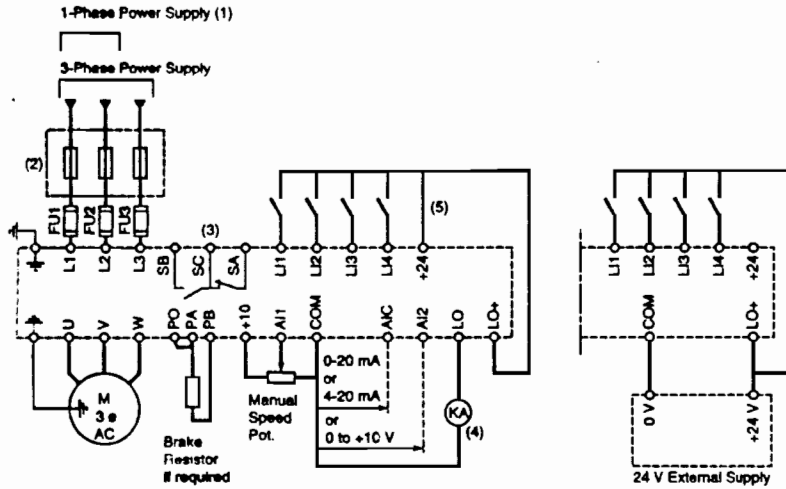 1-Phase Power Supply (1)
3-Phase Power Supply
(2)
FU1
FU2
FU3
(3)
(5)
L1
L2
L3
SB
SC
SA
LI1
LI2
LI3
LI4
+24
LI1
LI2
LI3
LI4
+24
U
V
W
PO
PA
PB
+10
AI1
COM
AIC
AI2
LO
LO+
COM
LO+
M
3 ø
AC
Brake
Resistor
if required
Manual
Speed
Pot.
0-20 mA
or
4-20 mA
or
0 to +10 V
KA
(4)
0 V
+24 V
24 V External Supply